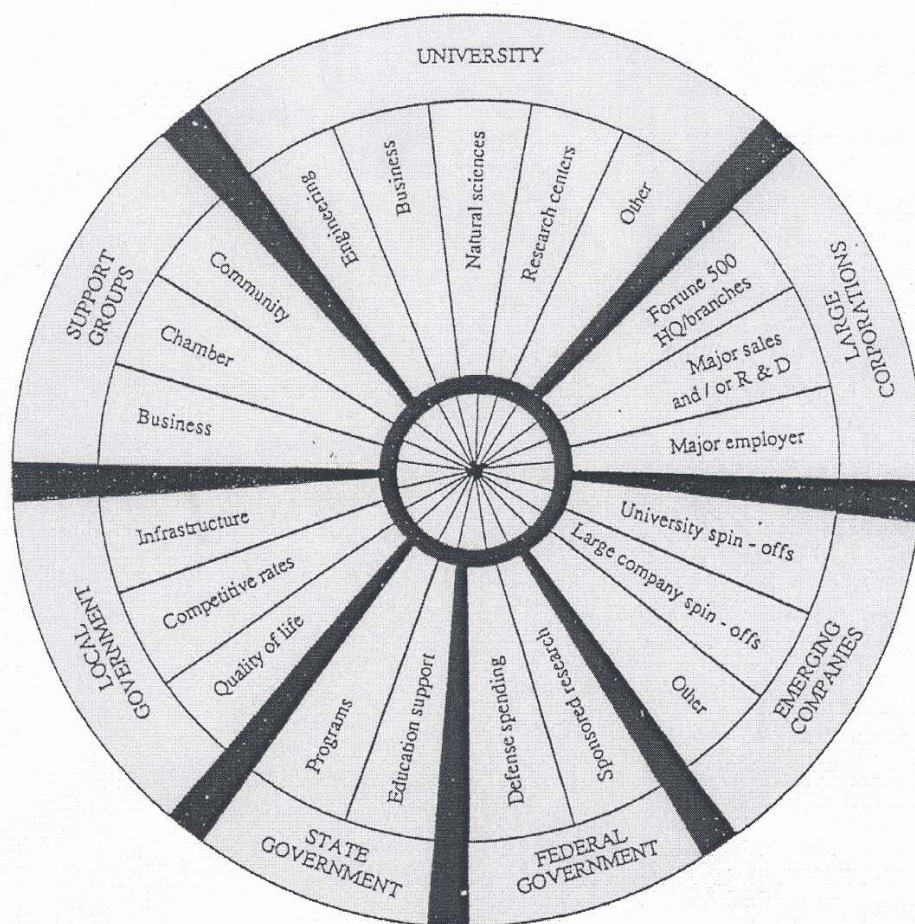 UNIVERSITY
Engineering
Business
Natural sciences
Research centers
Other
LARGE
CORPORATIONS
Fortune 500
HQ/branches
Major sales
and / or R & D
Major employer
EMERGING
COMPANIES
University spin - offs
Large company spin - offs
Other
FEDERAL
GOVERNMENT
Sponsored research
Defense spending
STATE
GOVERNMENT
Education support
Programs
LOCAL
GOVERNMENT
Quality of life
Competitive rates
Infrastructure
SUPPORT
GROUPS
Business
Chamber
Community